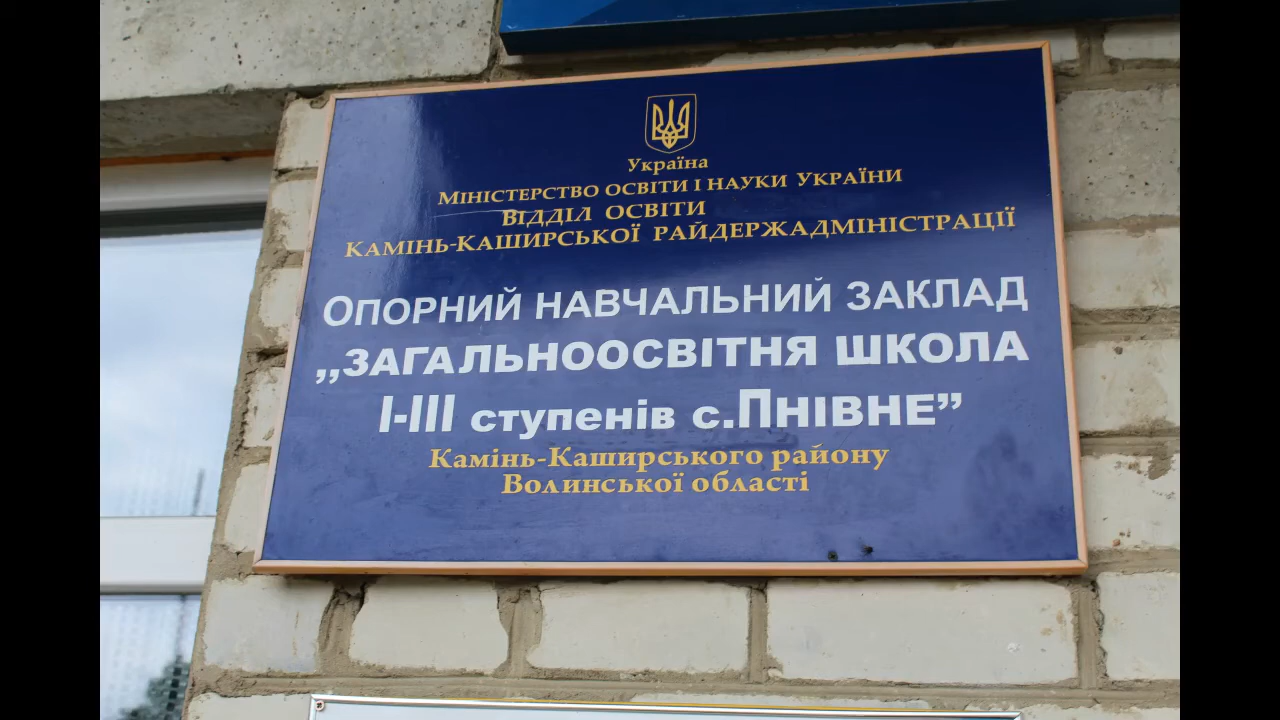 Україна
МІНІСТЕРСТВО ОСВІТИ І НАУКИ УКРАЇНИ
ВІДДІЛ ОСВІТИ
КАМІНЬ-КАШИРСЬКОЇ РАЙДЕРЖАДМІНІСТРАЦІЇ
ОПОРНИЙ НАВЧАЛЬНИЙ ЗАКЛАД
,,ЗАГАЛЬНООСВІТНЯ ШКОЛА
І-ІІІ ступенів с.ПНІВНЕ”
Камінь-Каширського району
Волинської області